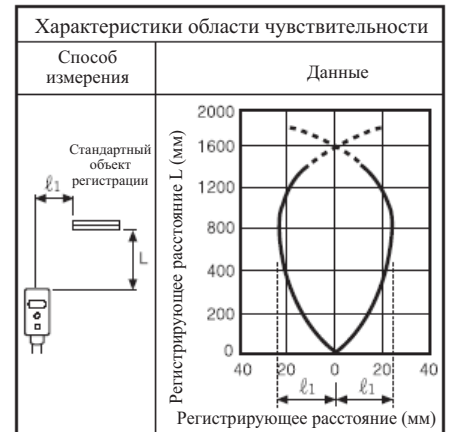 Характеристики области чувствительности
Способ
измерения
Данные
Стандартный
объект
регистрации
ℓ1
L
Регистрирующее расстояние L (мм)
2000
1600
1200
800
400
200
0
40 20 0 20 40
ℓ1 ℓ1
Регистрирующее расстояние (мм)